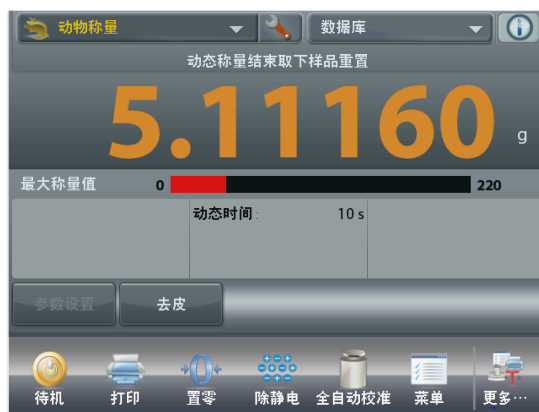 动物称量 数据库
动态称量结束取下样品重置
5.11160 g
最大称量值 0 220
动态时间: 10 s
参数设置 去皮
待机 打印 置零 除静电 全自动校准 菜单 更多…